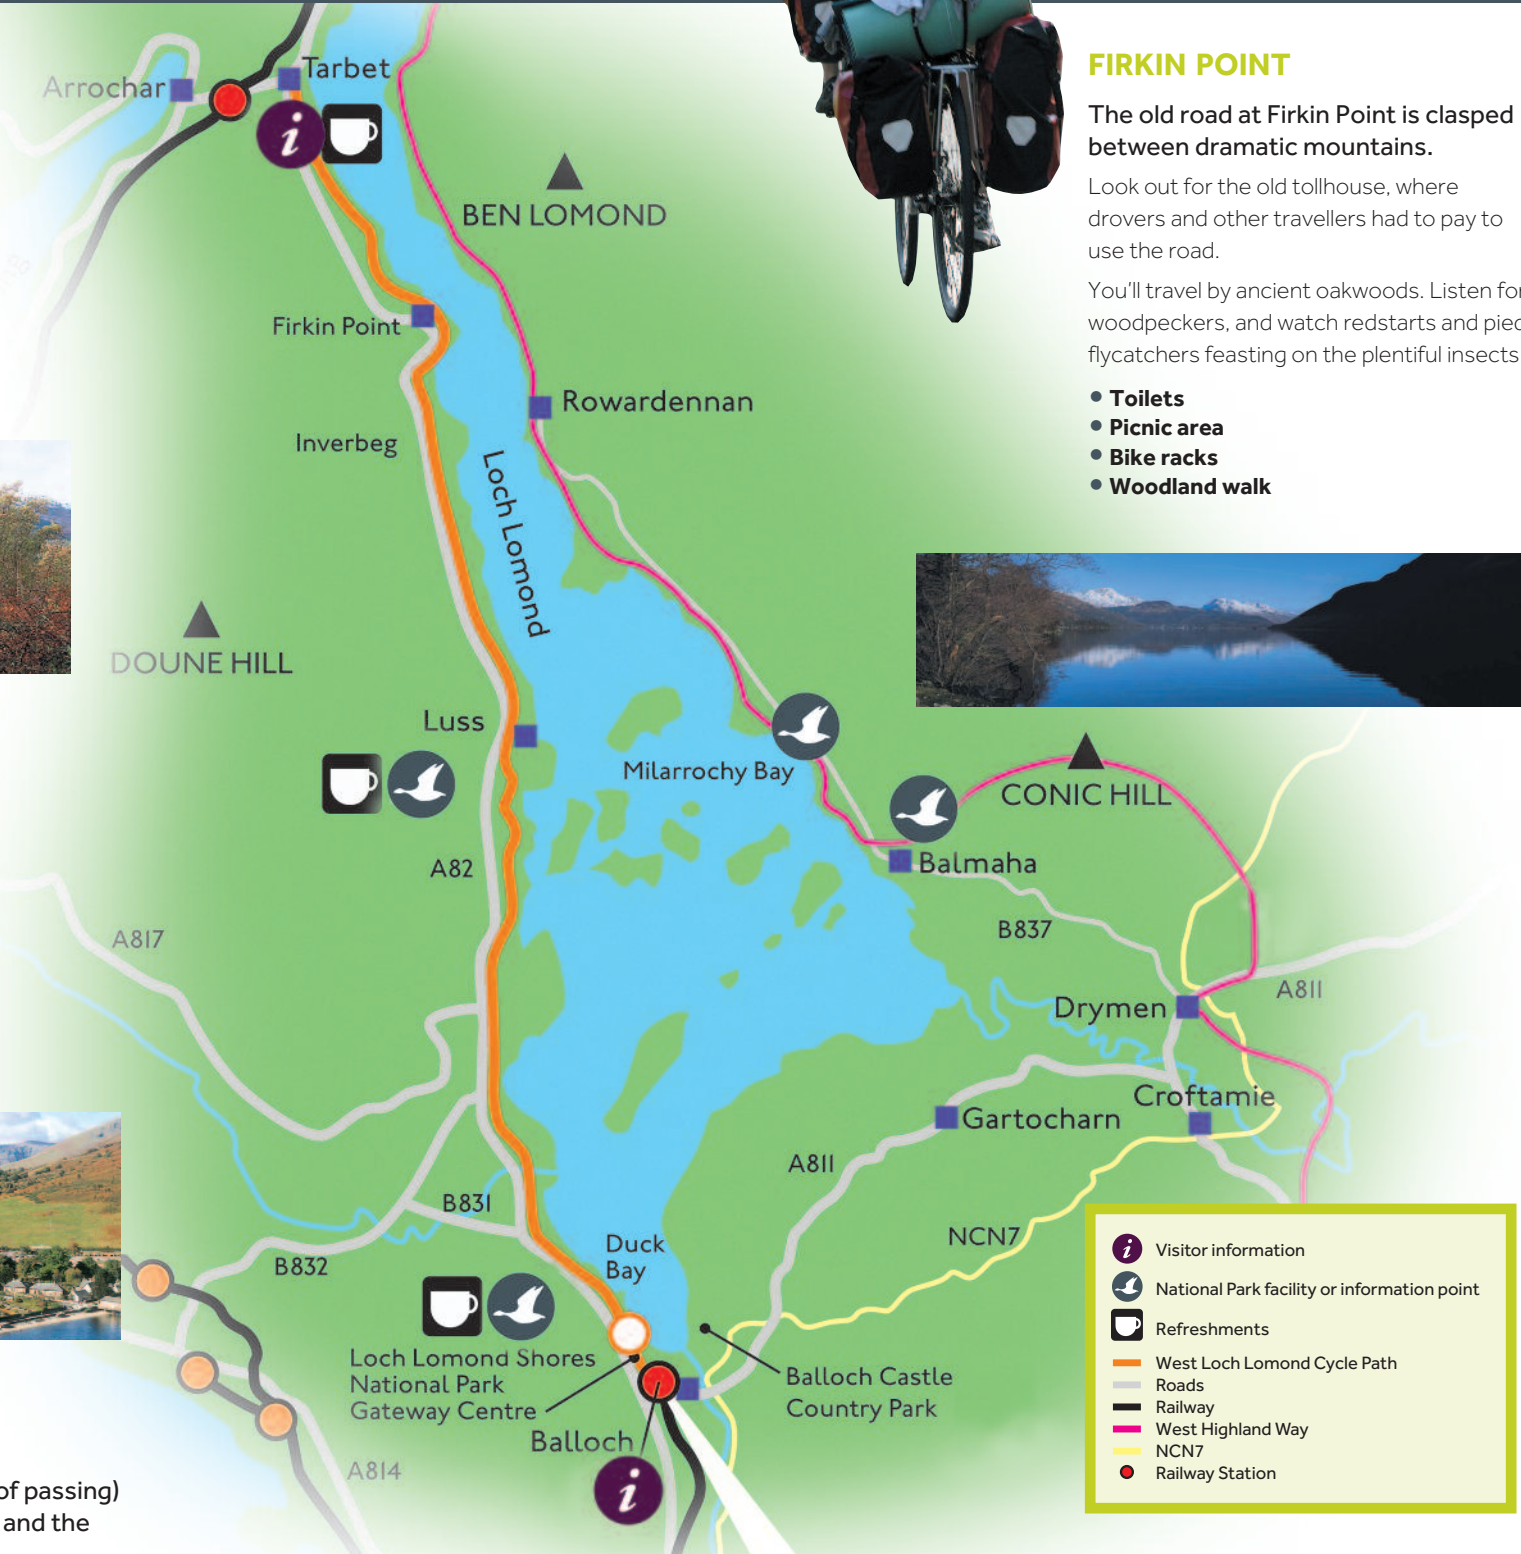 Arrochar
Tarbet
BEN LOMOND
Firkin Point
Inverbeg
Rowardennan
Loch Lomond
DOUNE HILL
Luss
Milarrochy Bay
CONIC HILL
Balmaha
A82
A817
B837
Drymen
A811
Croftamie
Gartocharn
A811
NCN7
B831
B832
Duck
Bay
Loch Lomond Shores
National Park
Gateway Centre
Balloch Castle
Country Park
Balloch
A814
of passing)
and the
FIRKIN POINT
The old road at Firkin Point is clasped
between dramatic mountains.
Look out for the old tollhouse, where
drovers and other travellers had to pay to
use the road.
You'll travel by ancient oakwoods. Listen for
woodpeckers, and watch redstarts and pied
flycatchers feasting on the plentiful insects
• Toilets
• Picnic area
• Bike racks
• Woodland walk
i Visitor information
National Park facility or information point
Refreshments
West Loch Lomond Cycle Path
Roads
Railway
West Highland Way
NCN7
Railway Station